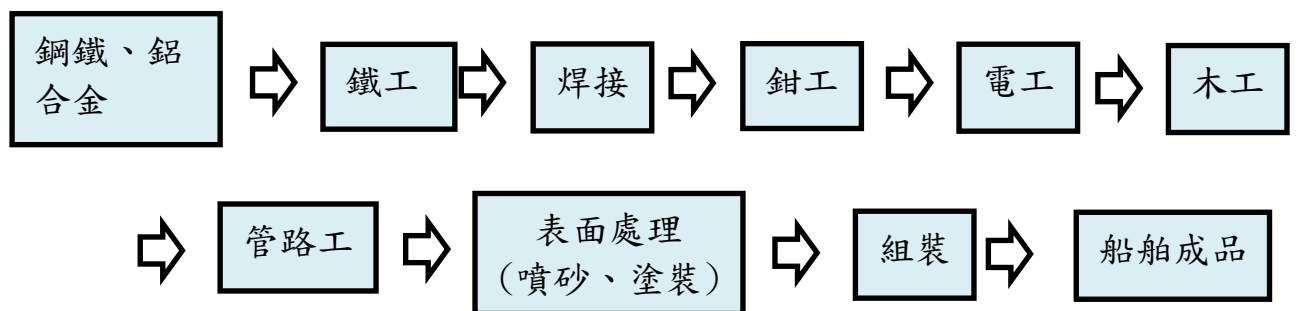 鋼鐵、鋁
合金
鐵工
焊接
鉗工
電工
木工
管路工
表面處理
（噴砂、塗裝）
組裝
船舶成品